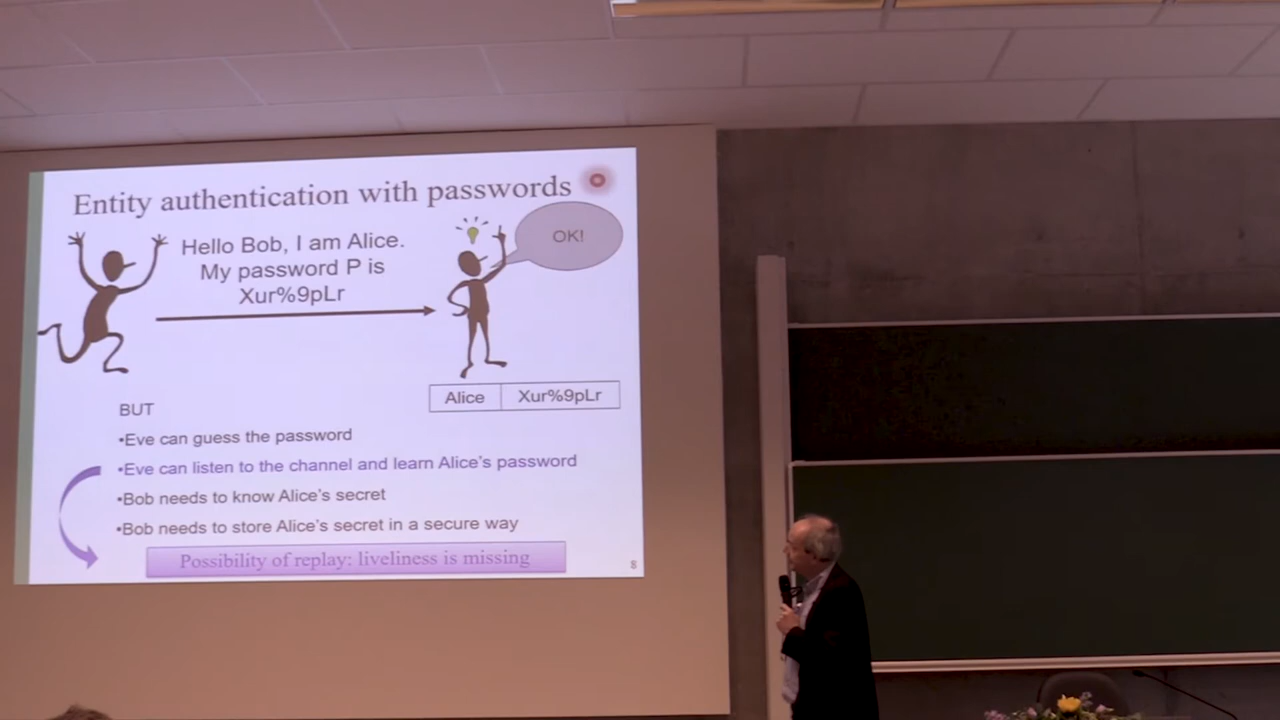 Entity authentication with passwords
Hello Bob, I am Alice.
My password P is
Xur%9pLr
OK!
Alice Xur%9pLr
BUT
•Eve can guess the password
•Eve can listen to the channel and learn Alice's password
•Bob needs to know Alice's secret
•Bob needs to store Alice's secret in a secure way
Possibility of replay: liveliness is missing
8